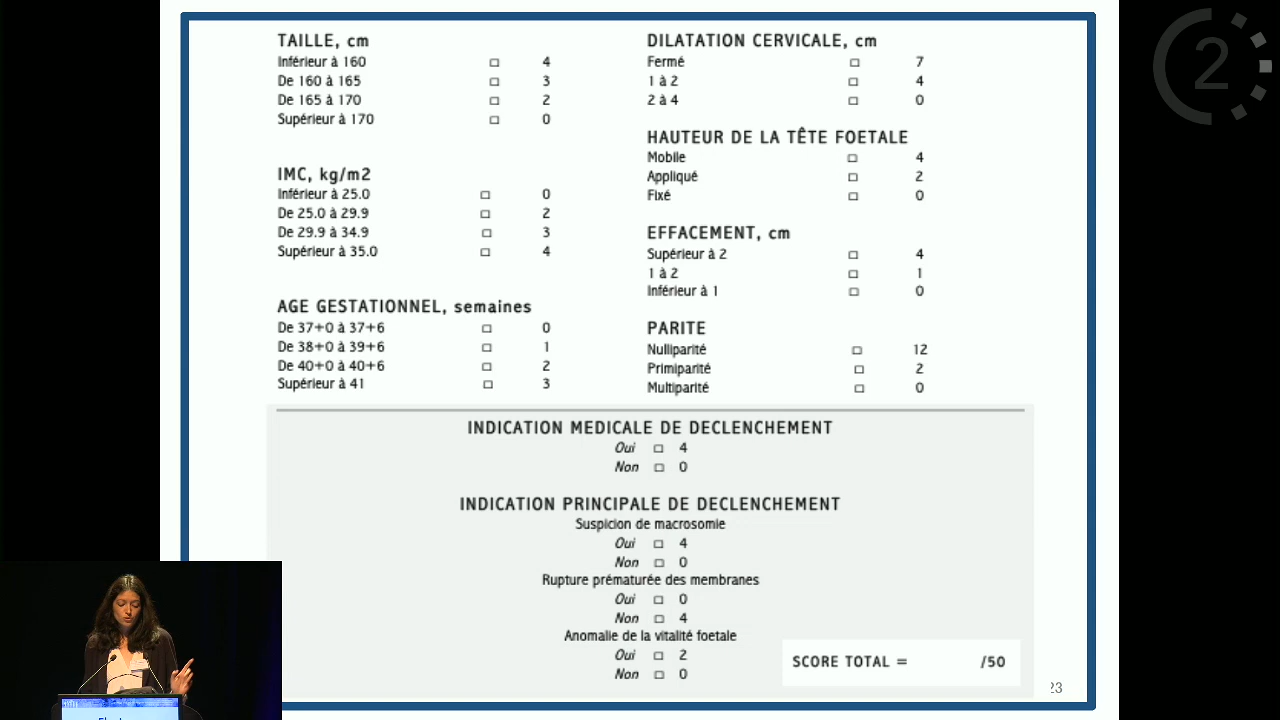 TAILLE, cm
Inférieur à 160 4
De 160 à 165 3
De 165 à 170 2
Supérieur à 170 0
IMC, kg/m2
Inférieur à 25.0 0
De 25.0 à 29.9 2
De 29.9 à 34.9 3
Supérieur à 35.0 4
AGE GESTATIONNEL, semaines
De 37+0 à 37+6 0
De 38+0 à 39+6 1
De 40+0 à 40+6 2
Supérieur à 41 3
DILATATION CERVICALE, cm
Fermé 7
1 à 2 4
2 à 4 0
HAUTEUR DE LA TÊTE FOETALE
Mobile 4
Appliqué 2
Fixé 0
EFFACEMENT, cm
Supérieur à 2 4
1 à 2 1
Inférieur à 1 0
PARITE
Nulliparité 12
Primiparité 2
Multiparité 0
INDICATION MEDICALE DE DECLENCHEMENT
Oui 4
Non 0
INDICATION PRINCIPALE DE DECLENCHEMENT
Suspicion de macrosomie
Oui 4
Non 0
Rupture prématurée des membranes
Oui 0
Non 4
Anomalie de la vitalité foetale
Oui 2
Non 0
SCORE TOTAL = /50
23
2